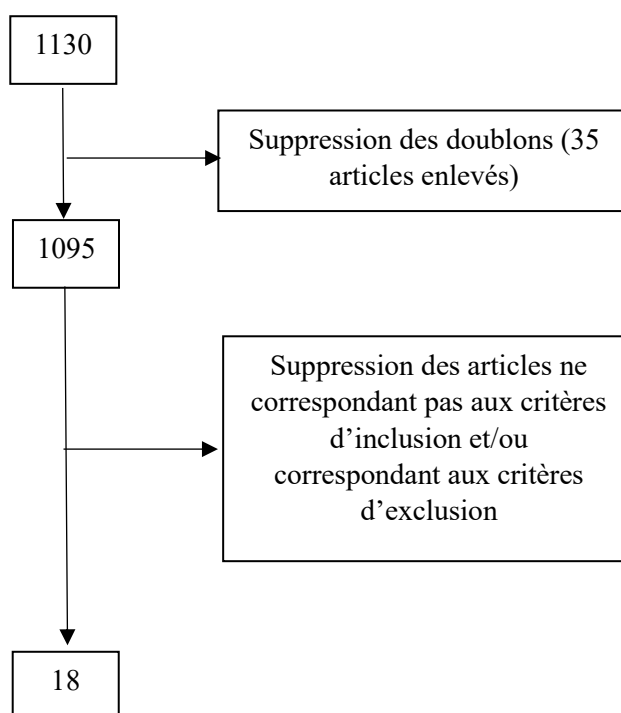 1130
Suppression des doublons (35
articles enlevés)
1095
Suppression des articles ne
correspondant pas aux critères
d’inclusion et/ou
correspondant aux critères
d’exclusion
18